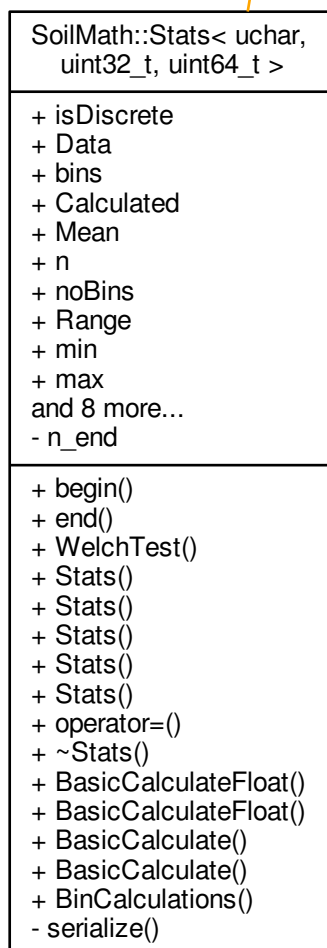 SoilMath::Stats< uchar,
uint32_t, uint64_t >
+ isDiscrete
+ Data
+ bins
+ Calculated
+ Mean
+ n
+ noBins
+ Range
+ min
+ max
and 8 more...
- n_end
+ begin()
+ end()
+ WelchTest()
+ Stats()
+ Stats()
+ Stats()
+ Stats()
+ Stats()
+ operator=()
+ ~Stats()
+ BasicCalculateFloat()
+ BasicCalculateFloat()
+ BasicCalculate()
+ BasicCalculate()
+ BinCalculations()
- serialize()